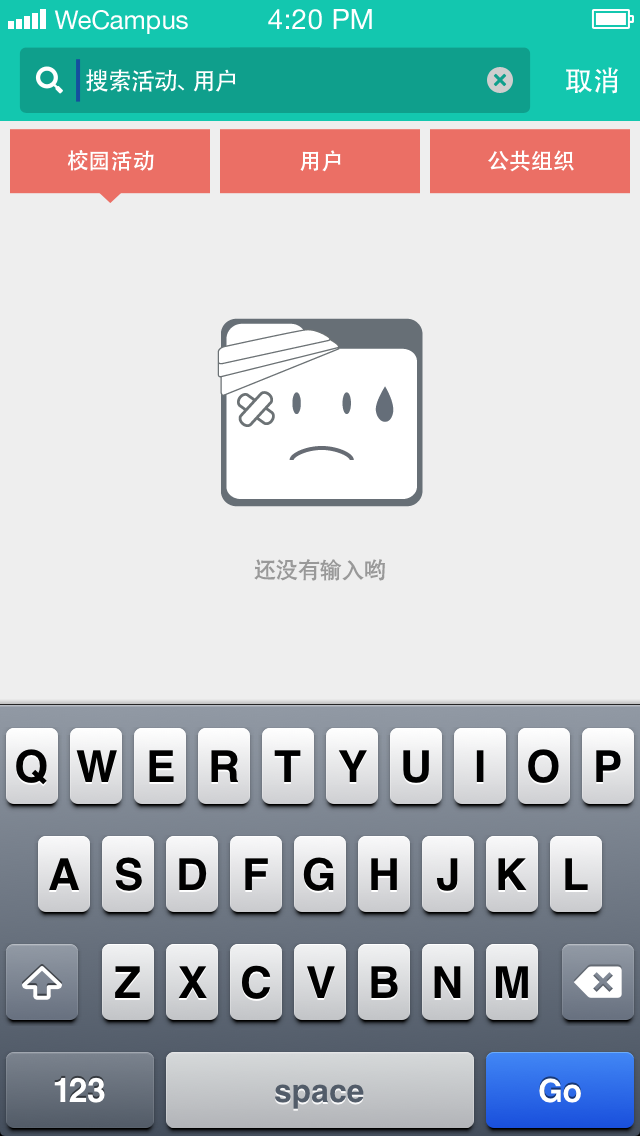 WeCampus 4:20 PM
搜索活动、用户 取消
校园活动 用户 公共组织
还没有输入哟
Q W E R T Y U I O P
A S D F G H J K L
Z X C V B N M
123 space Go